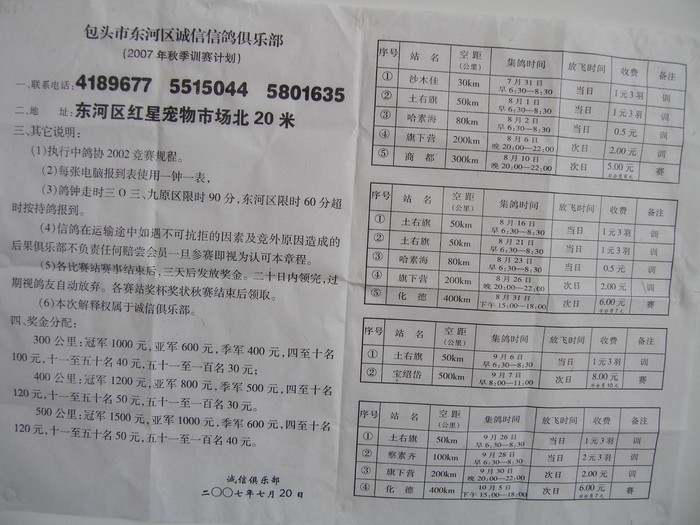 包头市东河区诚信信鸽俱乐部
(2007年秋季训赛计划)
一、联系电话: 4189677 5515044 5801635
二、地 址: 东河区红星宠物市场北20米
三、其它说明:
(1)执行中鸽协2002竞赛规程。
(2)每张电脑报到表使用一钟一表,
(3)鸽钟走时三O三、九原区限时90分,东河区限时60分超
时按持鸽报到。
(4)信鸽在运输途中如遇不可抗拒的因素及竞外原因造成的
后果俱乐部不负责任何赔尝会员一旦参赛即视为认可本章程。
(5)各比赛站赛事结束后,三天后发放奖金。二十日内领完,过
期视鸽友自动放弃。各赛站奖杯奖状秋赛结束后领取。
(6)本次解释权属于诚信俱乐部。
四、奖金分配:
300公里:冠军1000元,亚军600元,季军400元,四至十名
100元,十一至五十名40元,五十一至一百名30元;
400公里:冠军1200元,亚军800元,季军500元,四至十名
120元,十一至五十名50元,五十一至一百名30元。
500公里:冠军1500元,亚军1000元,季军600元,四至十名
120元,十一至五十名50元,五十一至一百名40元。
诚信俱乐部
二〇〇七年七月20日
序号 站 名 空距(公里) 集鸽时间 放飞时间 收费 备注
① 沙木佳 30km 7月31日 早6:30—8:30 当日 1元3羽 训
② 土右旗 50km 8月1日 早6:30—8:30 当日 1元3羽 训
③ 哈素海 80km 8月2日 早6:30—8:30 当日 0.5元 训
④ 旗下营 200km 8月6日 晚20:00—22:00 次日 2.00元 训
⑤ 商都 300km 8月10日 晚20:00—22:00 次日 5.00元 赛
序号 站 名 空距(公里) 集鸽时间 放飞时间 收费 备注
① 土右旗 50km 8月16日 早6:30—8:30 当日 1元3羽 训
② 土右旗 50km 8月21日 早6:30—8:30 当日 1元3羽 训
③ 哈素海 80km 8月23日 早6:30—8:30 当日 0.5元 训
④ 旗下营 200km 8月26日 晚20:00—22:00 次日 2.00元 训
⑤ 化德 400km 8月31日 下午15:00—18:00 次日 6.00元 赛
序号 站 名 空距(公里) 集鸽时间 放飞时间 收费 备注
① 土右旗 50km 9月6日 早6:30—8:30 当日 1元3羽 训
② 宝绍岱 500km 9月7日 早8:00—11:00 次日 8.00元 赛
序号 站 名 空距(公里) 集鸽时间 放飞时间 收费 备注
① 土右旗 50km 9月26日 早6:30—8:30 当日 1元3羽 训
② 察素齐 100km 9月28日 早6:30—8:30 当日 2元3羽 训
③ 旗下营 200km 9月30日 晚20:00—22:00 次日 2.00元 训
④ 化德 400km 10月5日 下午15:00—18:00 次日 6.00元 赛